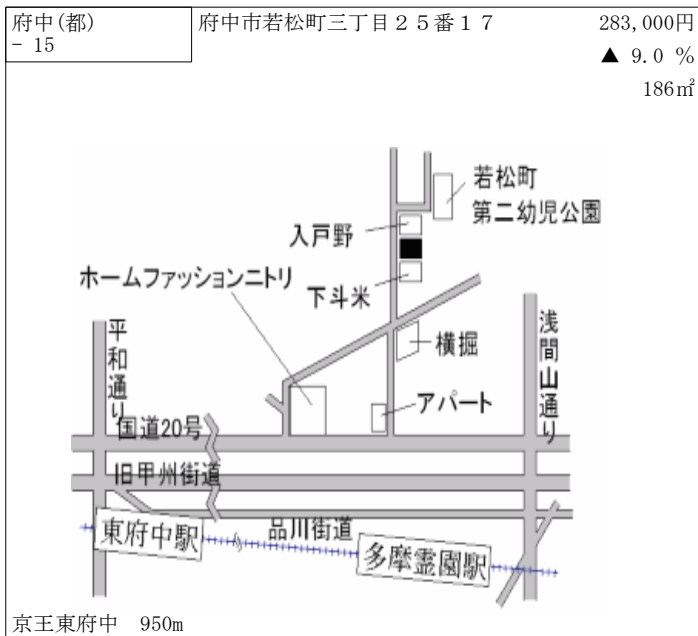 府中(都)
- 15
府中市若松町三丁目２５番１７
283,000円
▲ 9.0 %
186㎡
若松町
第二幼児公園
入戸野
ホームファッションニトリ
下斗米
平和通り
横掘
浅間山通り
アパート
国道20号
旧甲州街道
東府中駅
品川街道
多摩霊園駅
京王東府中　950m